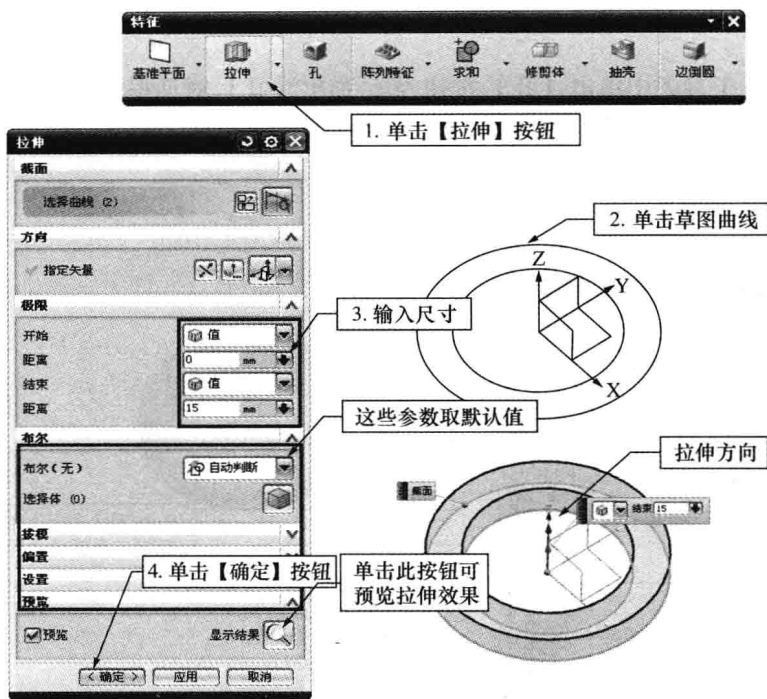 特征
基准平面 拉伸 孔 阵列特征 求和 修剪体 抽壳 边倒圆
1. 单击【拉伸】按钮
拉伸
截面
选择曲线 (2)
方向
指定矢量
极限
开始 值
距离 0 mm
结束 值
距离 15 mm
3. 输入尺寸
布尔
布尔(无) 自动判断
选择体 (0)
这些参数取默认值
拔模
偏置
设置
预览
4. 单击【确定】按钮
单击此按钮可
预览拉伸效果
预览 显示结果
< 确定 > 应用 取消
2. 单击草图曲线
Z
Y
X
拉伸方向
截面
结束 15